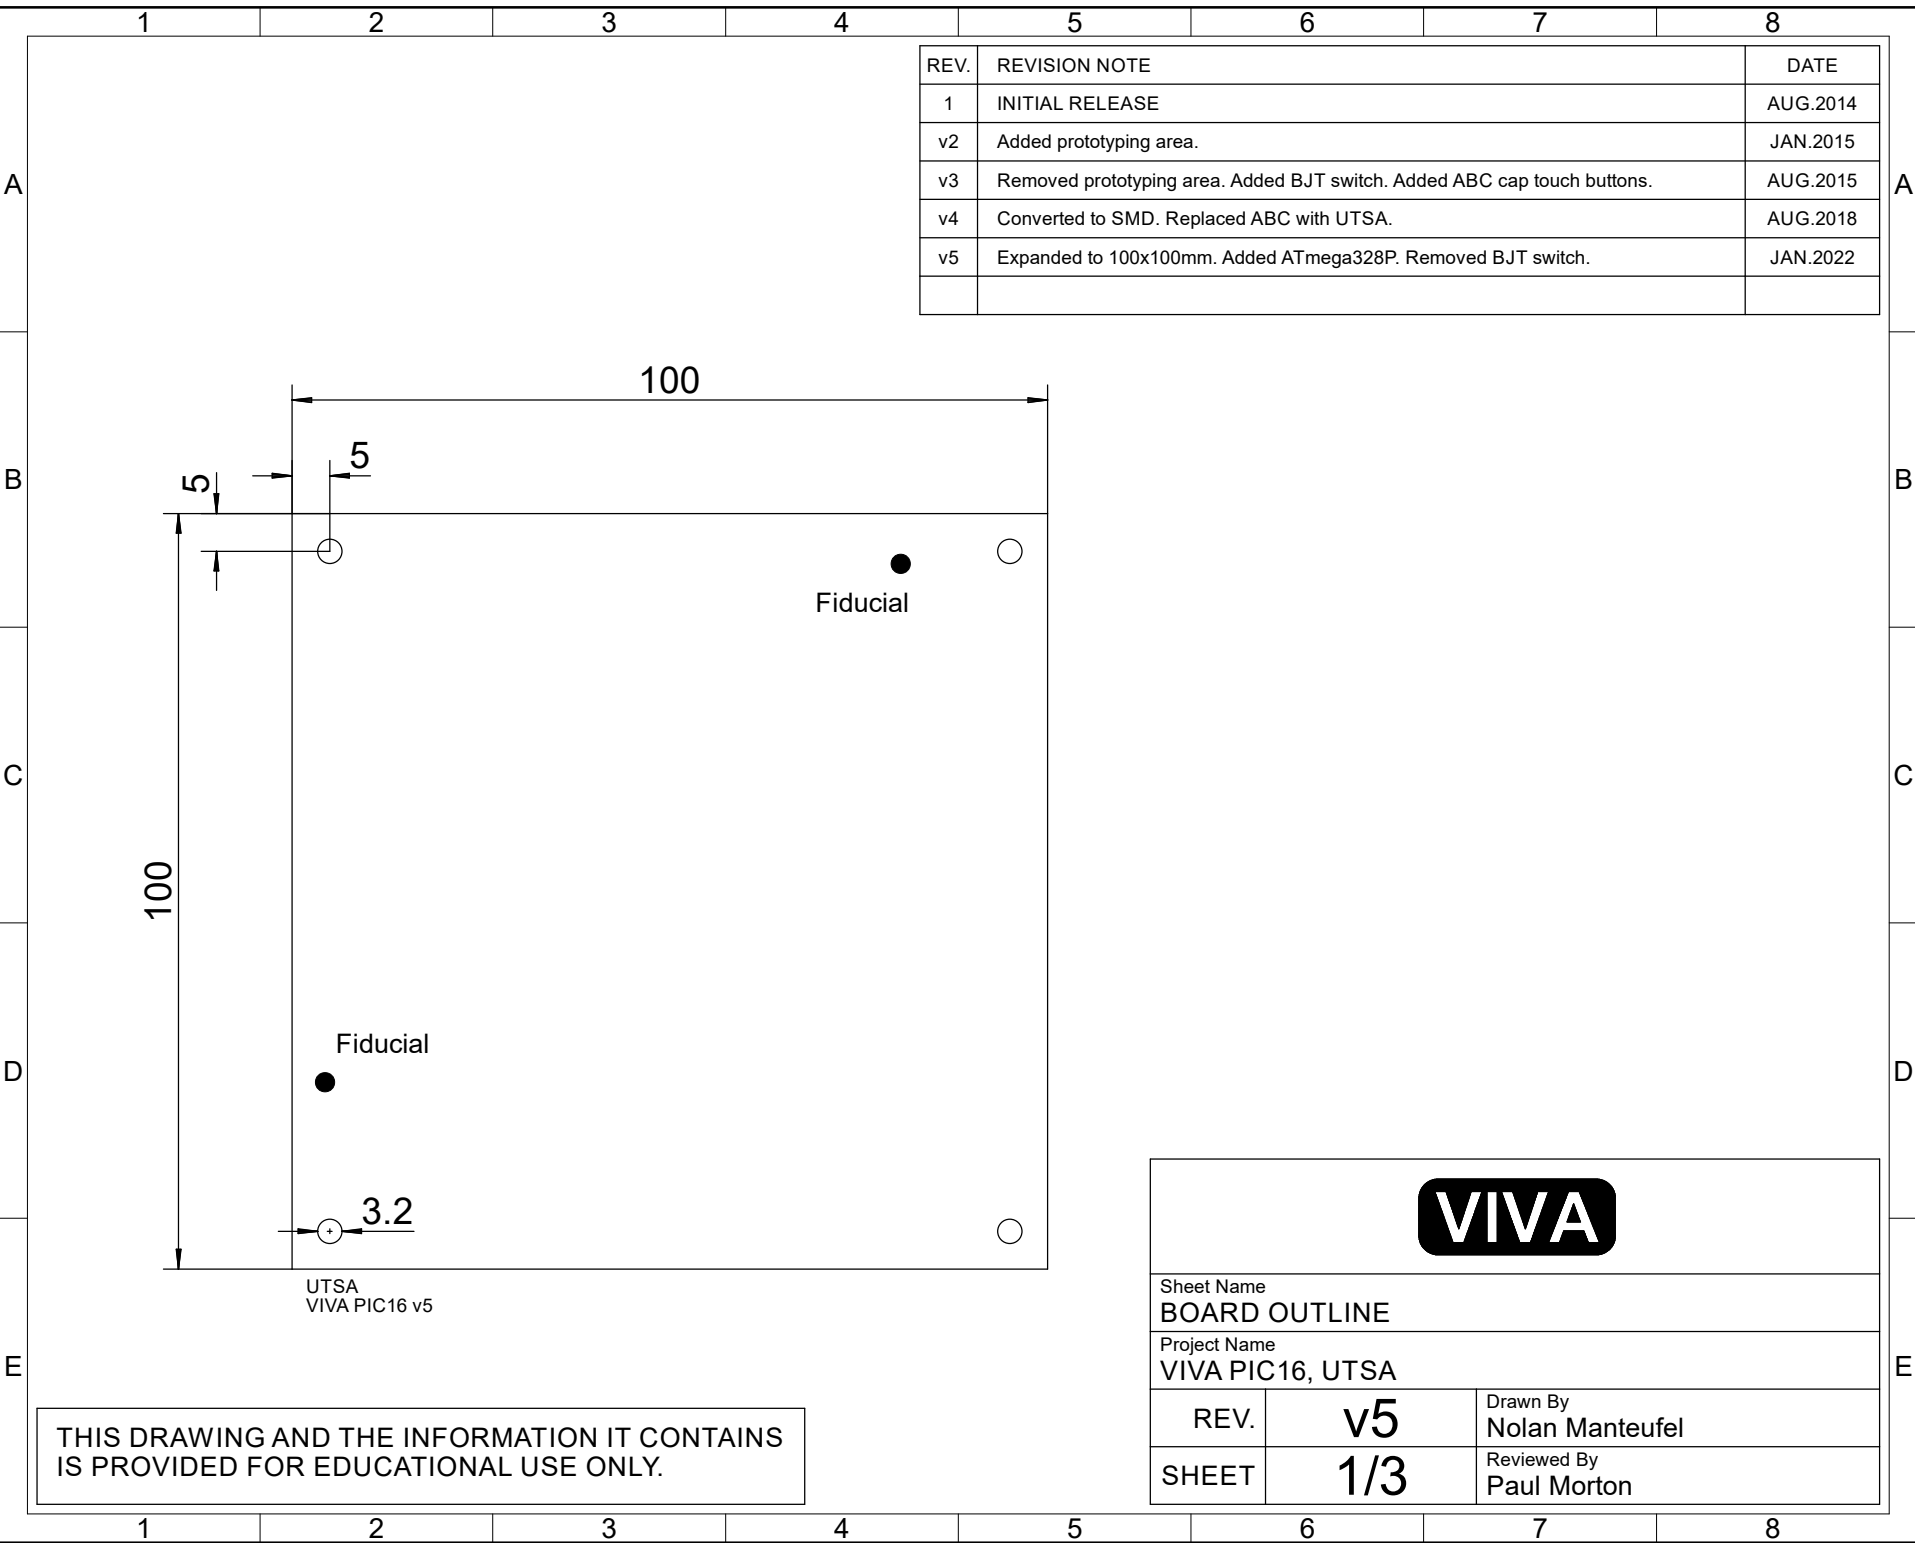 1 2 3 4 5 6 7 8
REV. REVISION NOTE DATE
1 INITIAL RELEASE AUG.2014
v2 Added prototyping area. JAN.2015
v3 Removed prototyping area. Added BJT switch. Added ABC cap touch buttons. AUG.2015
v4 Converted to SMD. Replaced ABC with UTSA. AUG.2018
v5 Expanded to 100x100mm. Added ATmega328P. Removed BJT switch. JAN.2022
A A
100
5
5
B B
Fiducial
C C
100
Fiducial
D D
3.2
UTSA
VIVA PIC16 v5
VIVA
Sheet Name
BOARD OUTLINE
Project Name
VIVA PIC16, UTSA
E E
REV. v5 Drawn By
Nolan Manteufel
SHEET 1/3 Reviewed By
Paul Morton
THIS DRAWING AND THE INFORMATION IT CONTAINS
IS PROVIDED FOR EDUCATIONAL USE ONLY.
1 2 3 4 5 6 7 8